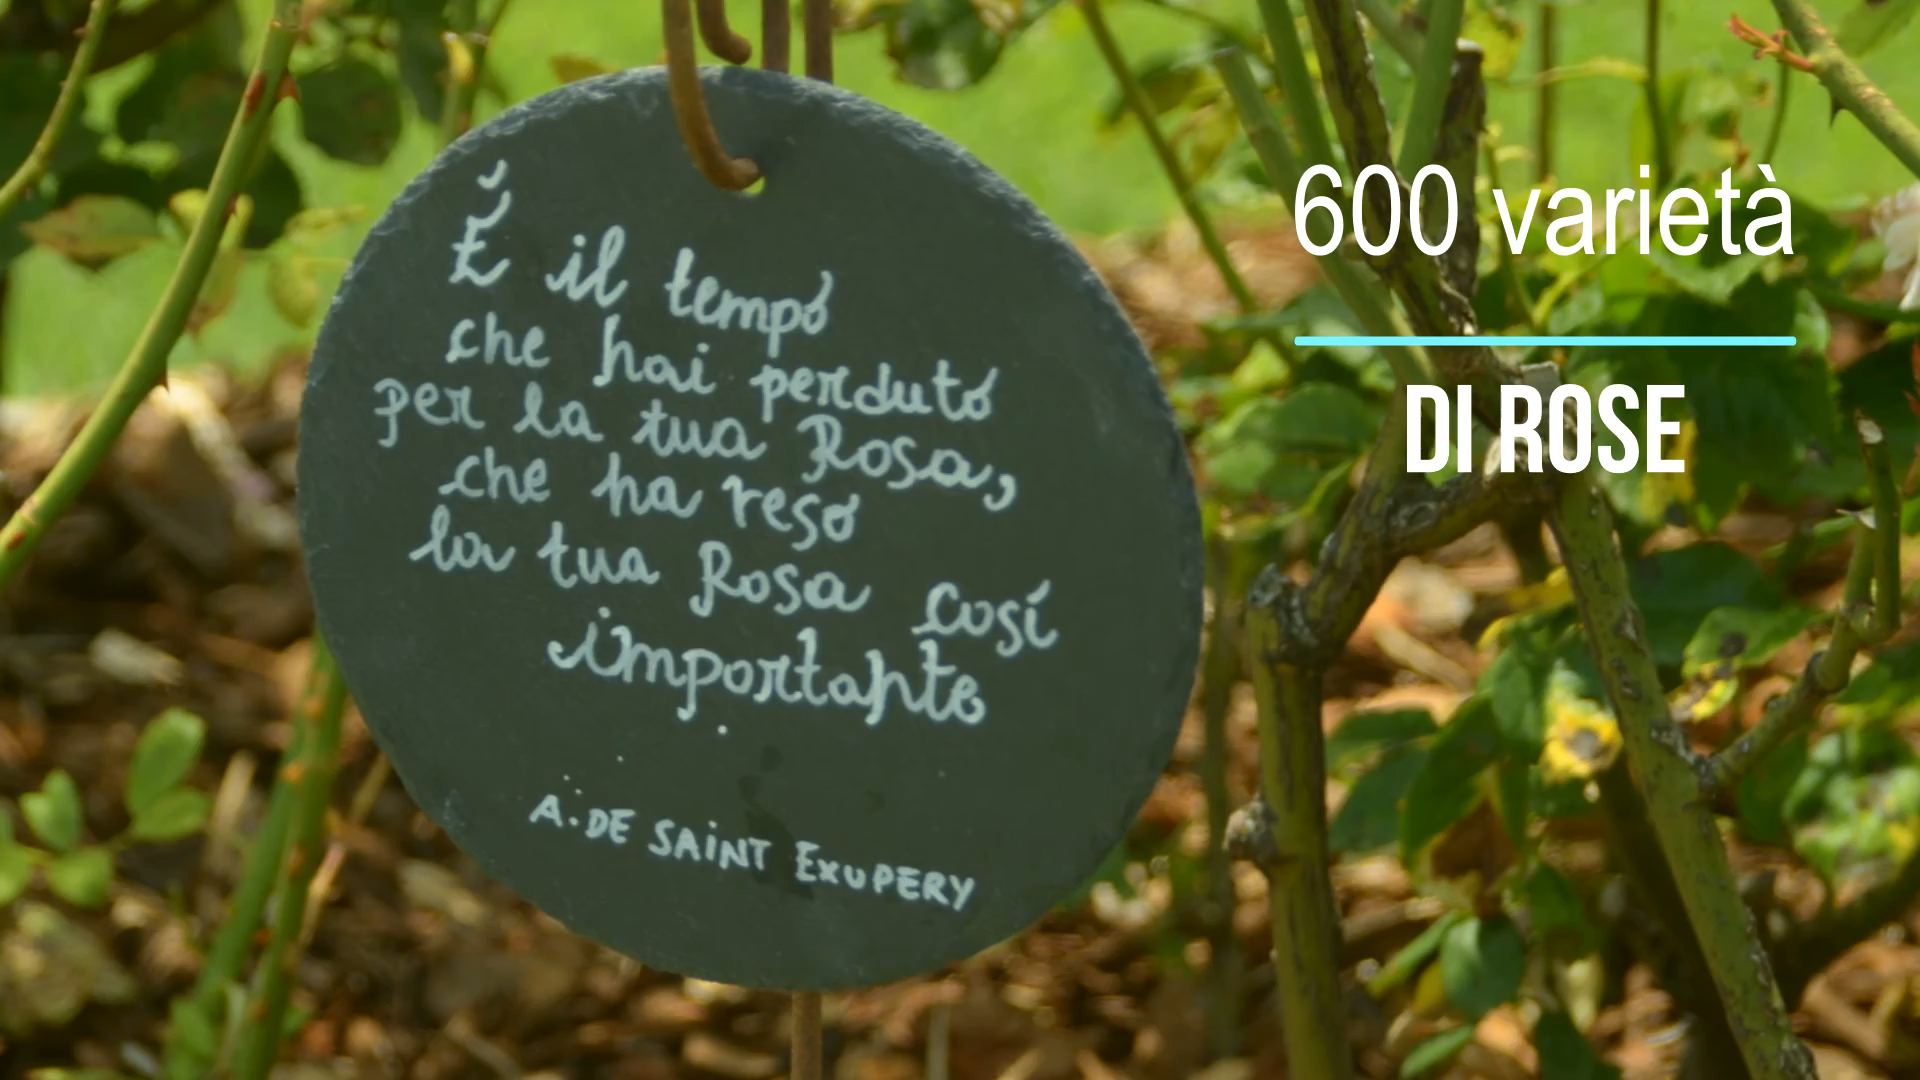 È il tempo
che hai perduto
per la tua Rosa,
che ha reso
la tua Rosa così
importante
A. DE SAINT EXUPERY
600 varietà
DI ROSE